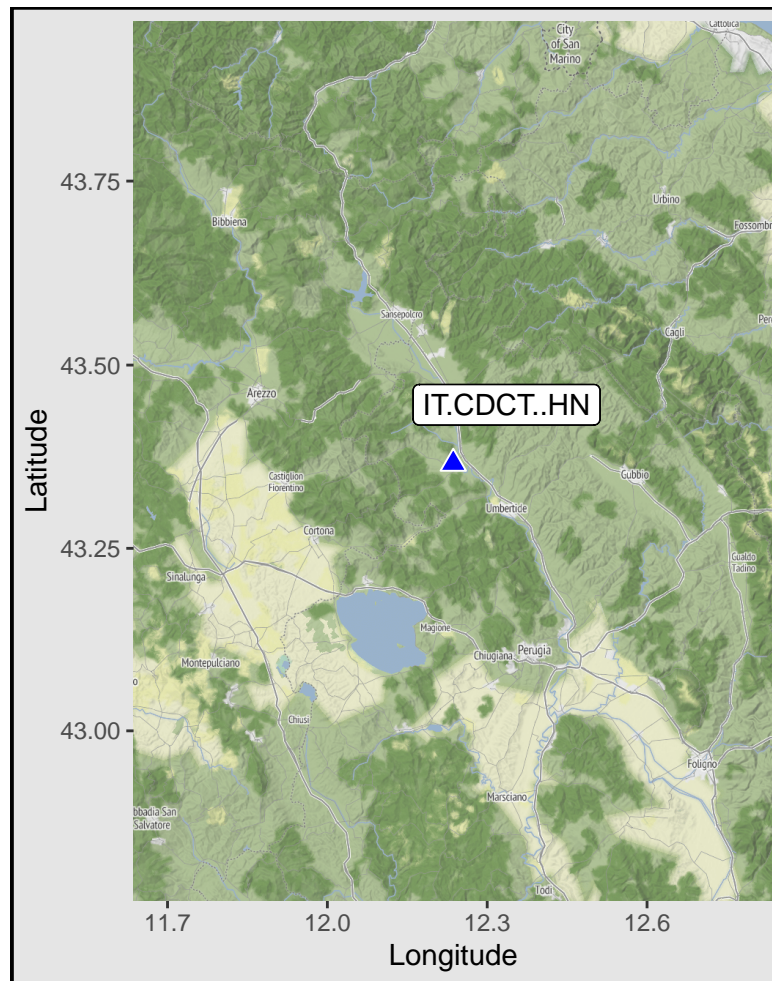 Cattolica
City
of San
Marino
43.75
Urbino
Bibbiena
Fossombr
Sansepolcro
Cagli
43.50
Arezzo
IT.CDCT..HN
Latitude
Castiglion
Fiorentino
Gubbio
Umbertide
Cortona
43.25
Gualdo
Tadino
Sinalunga
Magione
Chiugiana
Perugia
Montepulciano
43.00
Chiusi
Foligno
Marsciano
bbadia San
Salvatore
Todi
11.7
12.0
12.3
12.6
Longitude